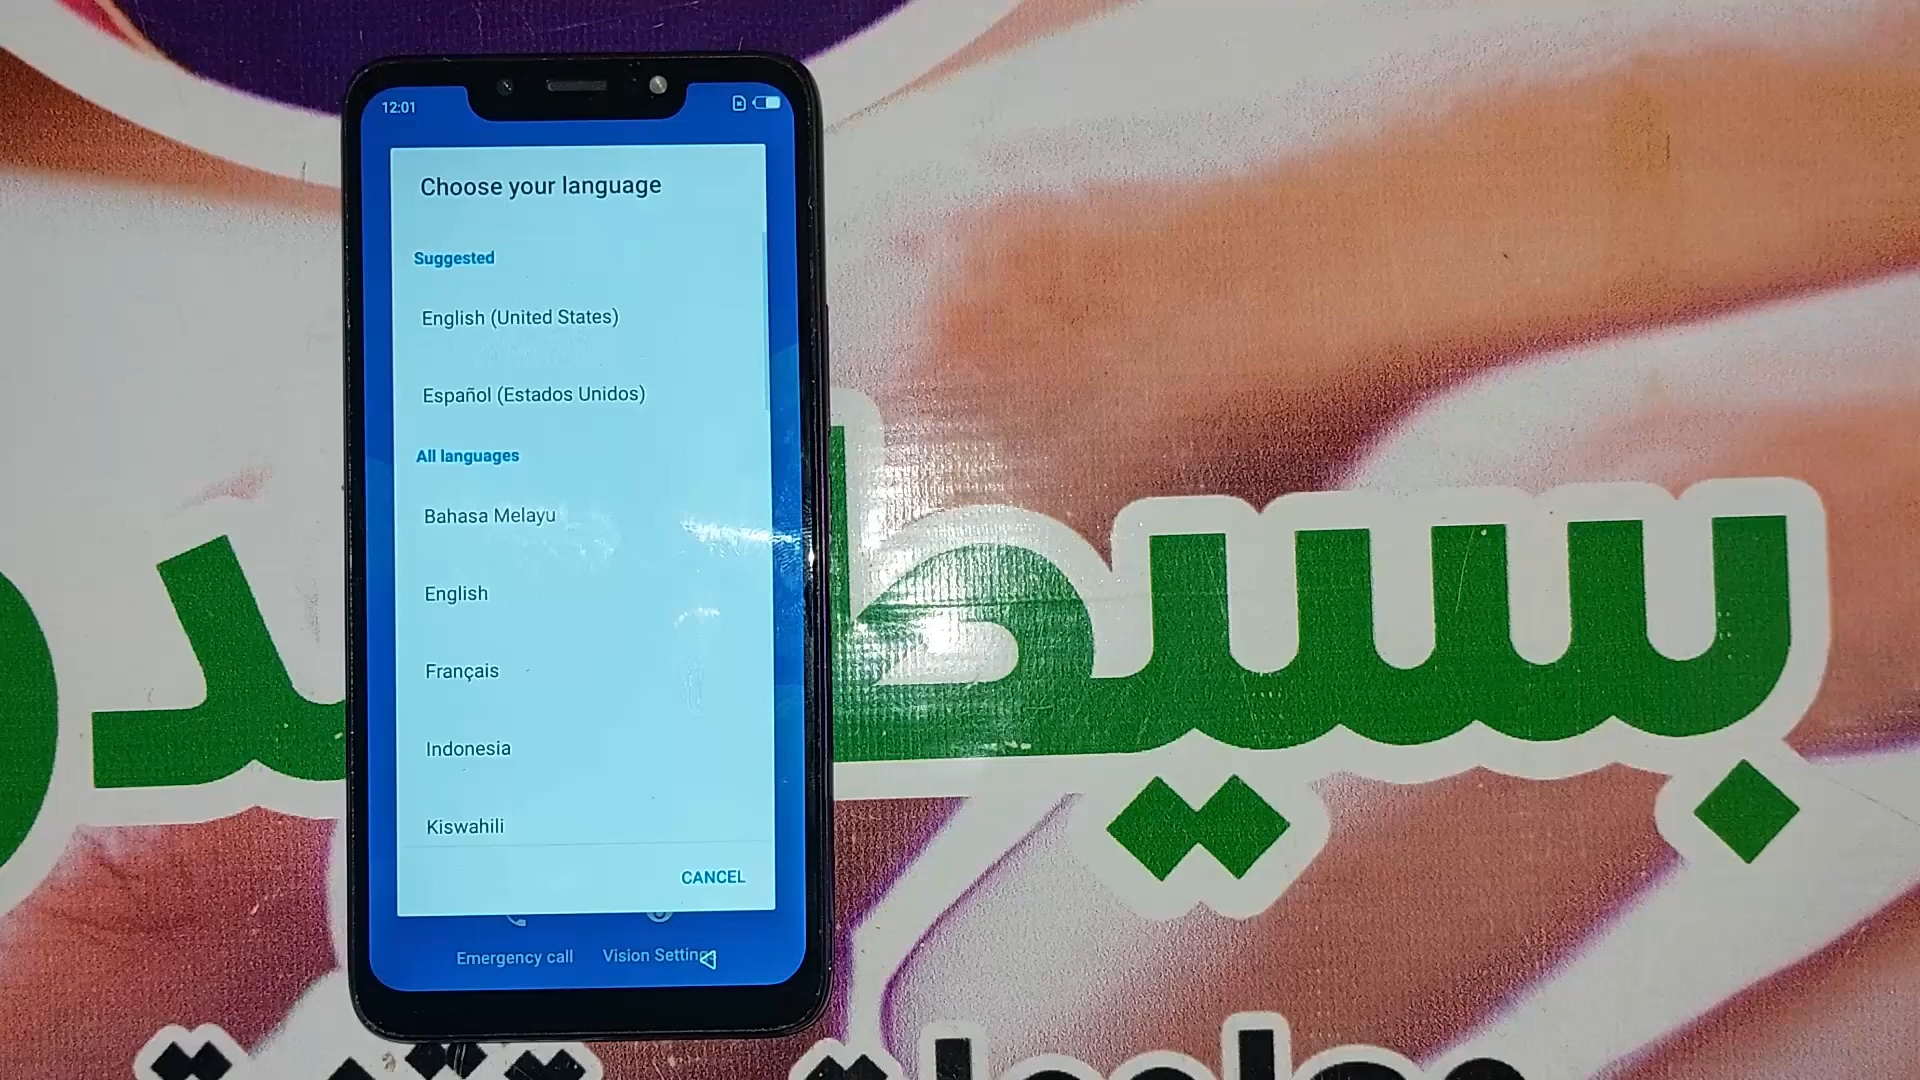 12:01
Choose your language
Suggested
English (United States)
Español (Estados Unidos)
All languages
Bahasa Melayu
English
Français
Indonesia
Kiswahili
CANCEL
Emergency call
Vision Settings